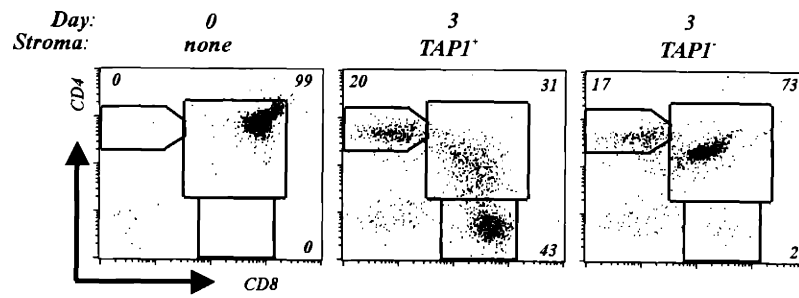 Day: 0 3 3
Stroma: none TAP1+ TAP1-
0 99 20 31 17 73
CD4
0 43 2
CD8